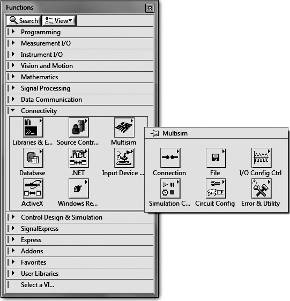 Functions
Search View
Programming
Measurement I/O
Instrument I/O
Vision and Motion
Mathematics
Signal Processing
Data Communication
Connectivity
Libraries & E... Source Contr... Multisim
Database .NET Input Device ...
ActiveX Windows Re...
Control Design & Simulation
SignalExpress
Express
Addons
Favorites
User Libraries
Select a VI...
Multisim
Connection File I/O Config Ctrl
Simulation C... Circuit Config Error & Utility